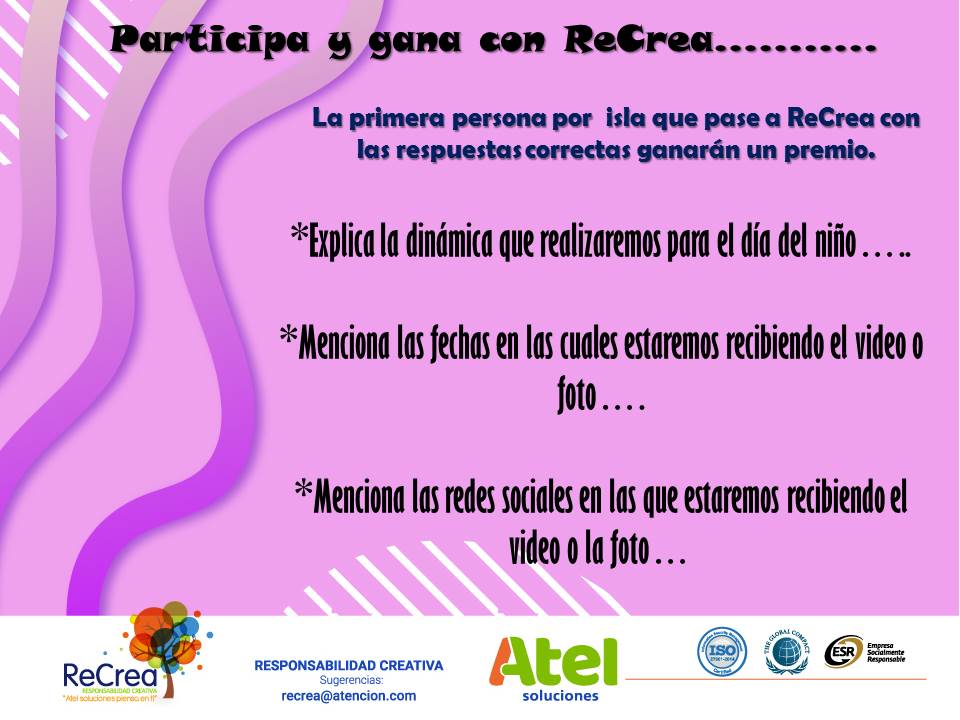 Participa y gana con ReCrea...........
La primera persona por isla que pase a ReCrea con
las respuestas correctas ganarán un premio.
*Explica la dinámica que realizaremos para el día del niño …..
*Menciona las fechas en las cuales estaremos recibiendo el video o
foto ….
*Menciona las redes sociales en las que estaremos recibiendo el
video o la foto …
ReCrea
RESPONSABILIDAD CREATIVA
"Atel soluciones piensa en ti"
RESPONSABILIDAD CREATIVA
Sugerencias:
recrea@atencion.com
Atel
soluciones
ISO
27001-2014
Certified
THE GLOBAL COMPACT
ESR
Empresa
Socialmente
Responsable